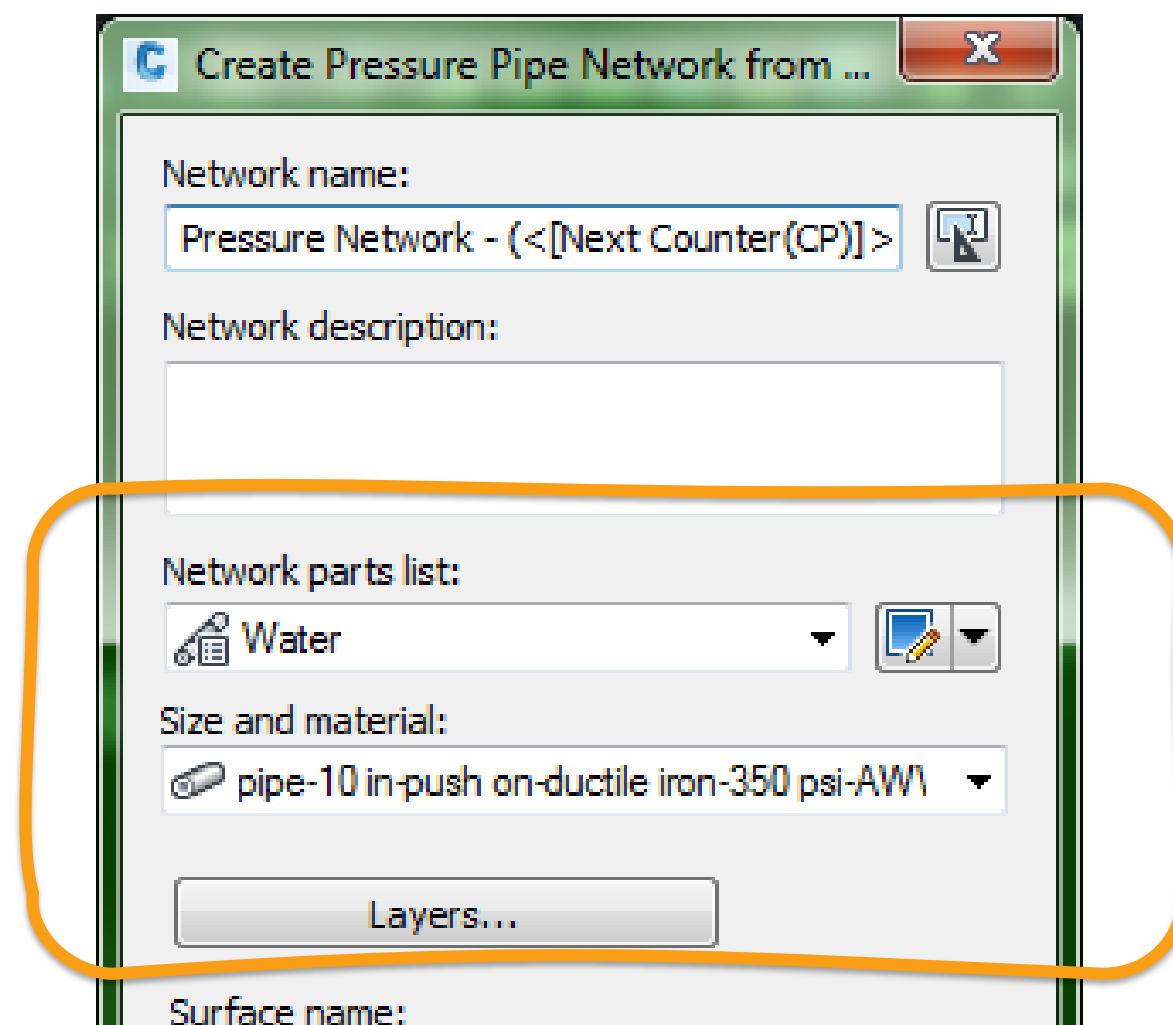 Create Pressure Pipe Network from ...
Network name:
Pressure Network - (<[Next Counter(CP)]>
Network description:
Network parts list:
Water
Size and material:
pipe-10 in-push on-ductile iron-350 psi-AWW
Layers...
Surface name: